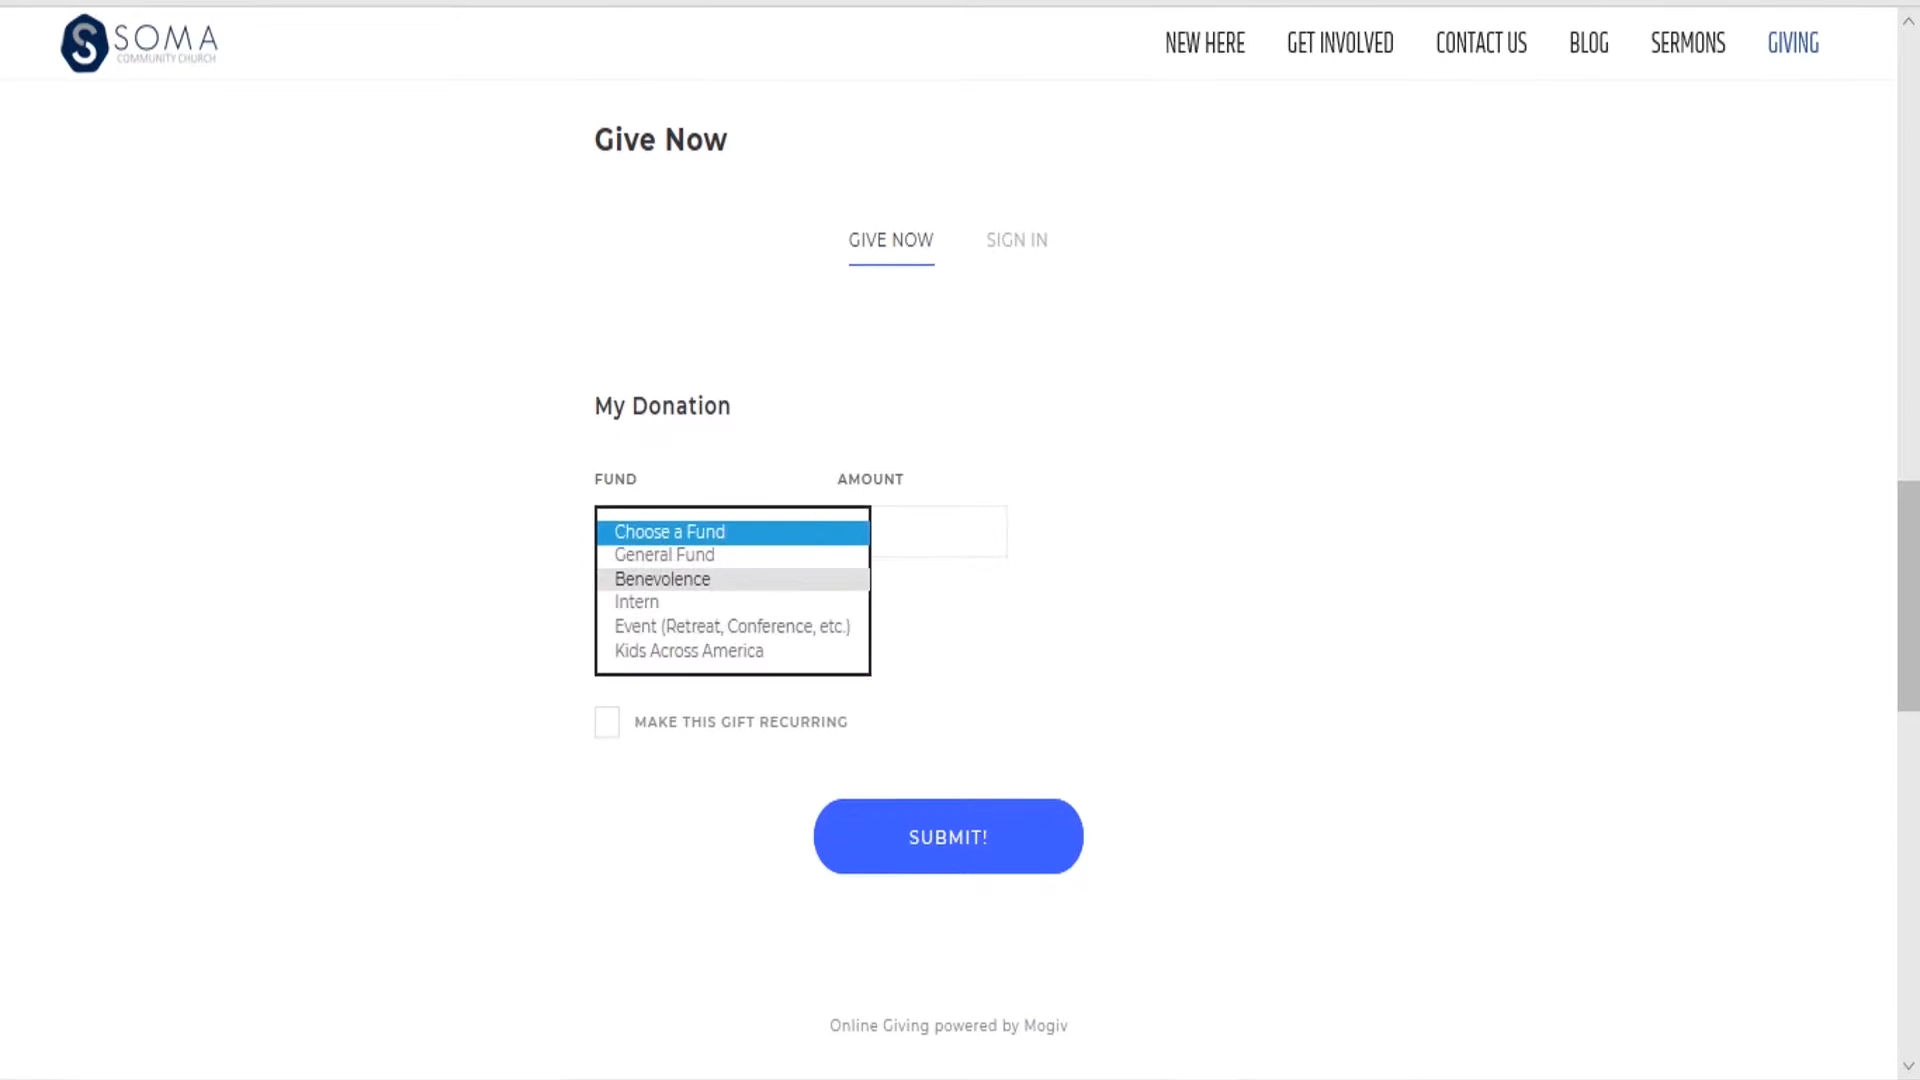 SOMA
COMMUNITY CHURCH
NEW HERE
GET INVOLVED
CONTACT US
BLOG
SERMONS
GIVING
Give Now
GIVE NOW
SIGN IN
My Donation
FUND
AMOUNT
Choose a Fund
General Fund
Benevolence
Intern
Event (Retreat, Conference, etc.)
Kids Across America
MAKE THIS GIFT RECURRING
SUBMIT!
Online Giving powered by Mogiv